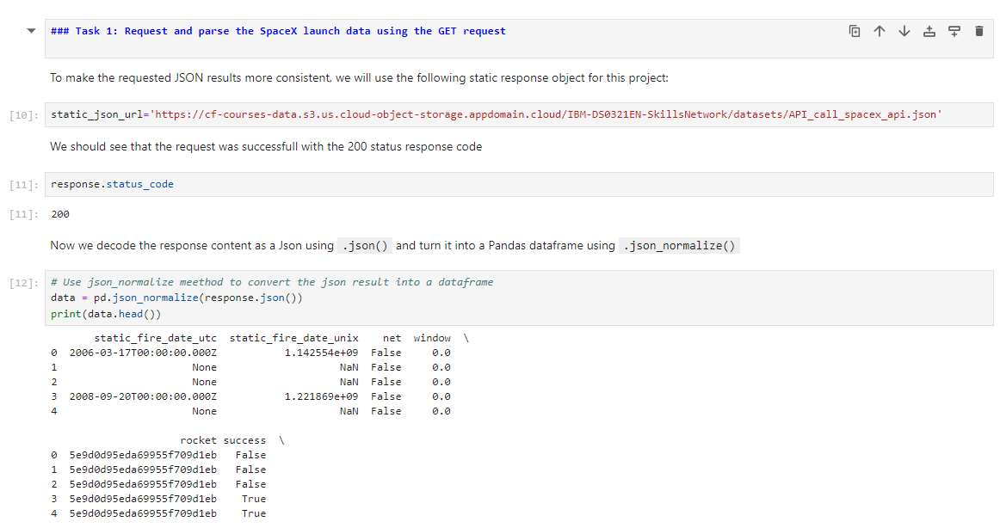 ### Task 1: Request and parse the SpaceX launch data using the GET request
To make the requested JSON results more consistent, we will use the following static response object for this project:
[10]: static_json_url='https://cf-courses-data.s3.us.cloud-object-storage.appdomain.cloud/IBM-DS0321EN-SkillsNetwork/datasets/API_call_spacex_api.json'
We should see that the request was successfull with the 200 status response code
[11]: response.status_code
[11]: 200
Now we decode the response content as a Json using .json() and turn it into a Pandas dataframe using .json_normalize()
[12]: # Use json_normalize meethod to convert the json result into a dataframe
data = pd.json_normalize(response.json())
print(data.head())
static_fire_date_utc static_fire_date_unix net window \
0 2006-03-17T00:00:00.000Z 1.142554e+09 False 0.0
1 None NaN False 0.0
2 None NaN False 0.0
3 2008-09-20T00:00:00.000Z 1.221869e+09 False 0.0
4 None NaN False 0.0
rocket success \
0 5e9d0d95eda69955f709d1eb False
1 5e9d0d95eda69955f709d1eb False
2 5e9d0d95eda69955f709d1eb False
3 5e9d0d95eda69955f709d1eb True
4 5e9d0d95eda69955f709d1eb True